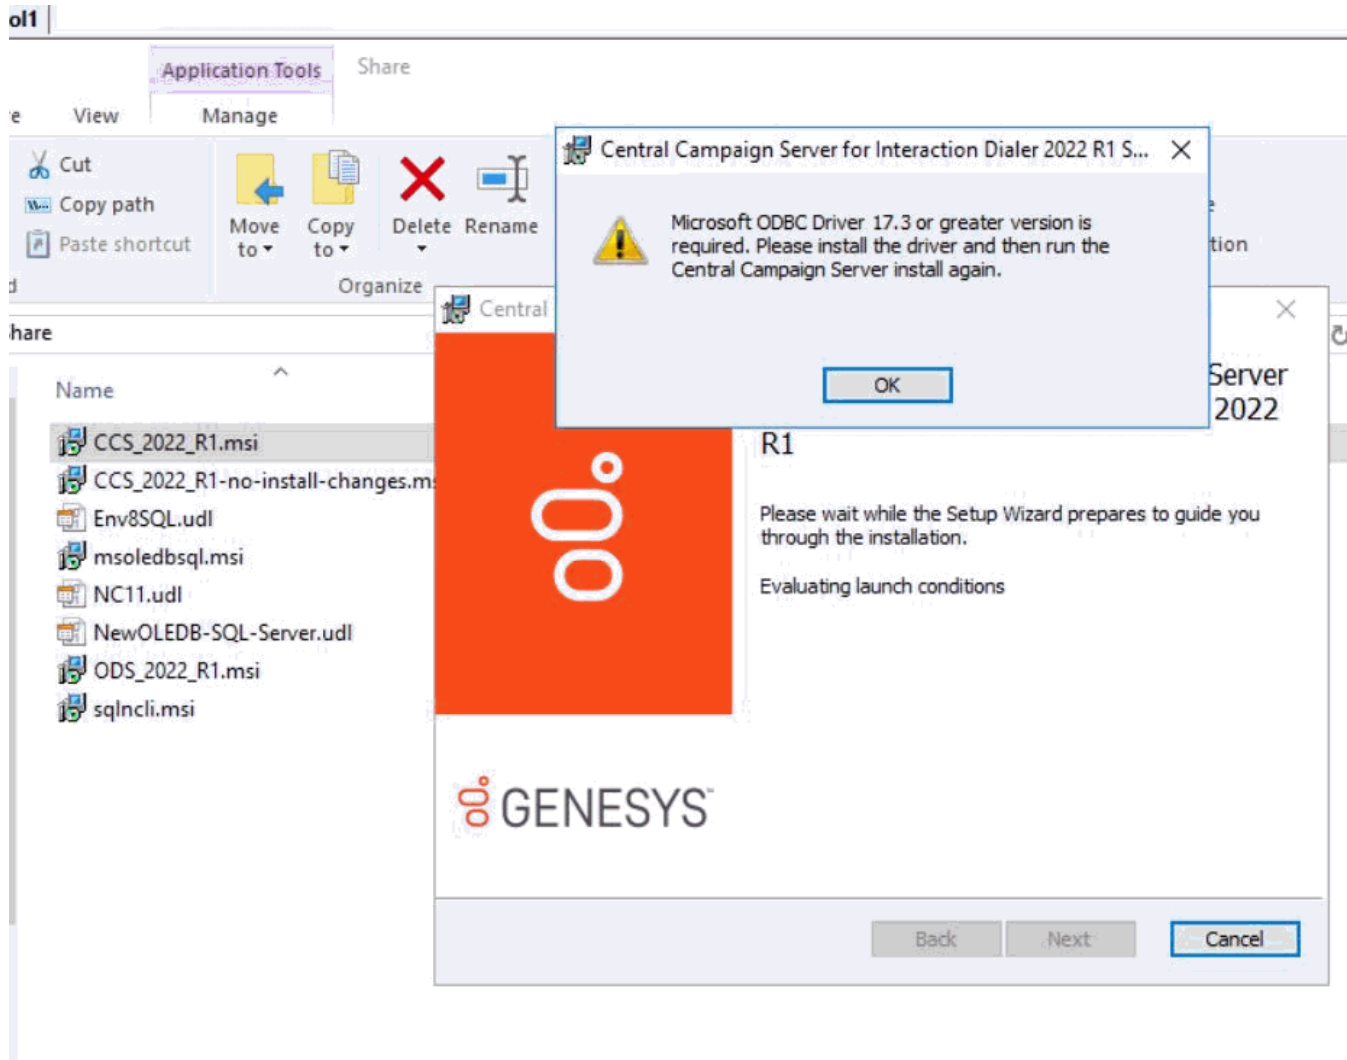 ol1
Application Tools
Share
View
Manage
Cut
Copy path
Paste shortcut
Move
to
Copy
to
Delete
Rename
Organize
Central Campaign Server for Interaction Dialer 2022 R1 S...
Microsoft ODBC Driver 17.3 or greater version is
required. Please install the driver and then run the
Central Campaign Server install again.
OK
tion
Central
Server
2022
R1
hare
Name
CCS_2022_R1.msi
CCS_2022_R1-no-install-changes.ms
Env8SQL.udl
msoledbsql.msi
NC11.udl
NewOLEDB-SQL-Server.udl
ODS_2022_R1.msi
sqlncli.msi
Please wait while the Setup Wizard prepares to guide you
through the installation.
Evaluating launch conditions
GENESYS™
Back
Next
Cancel